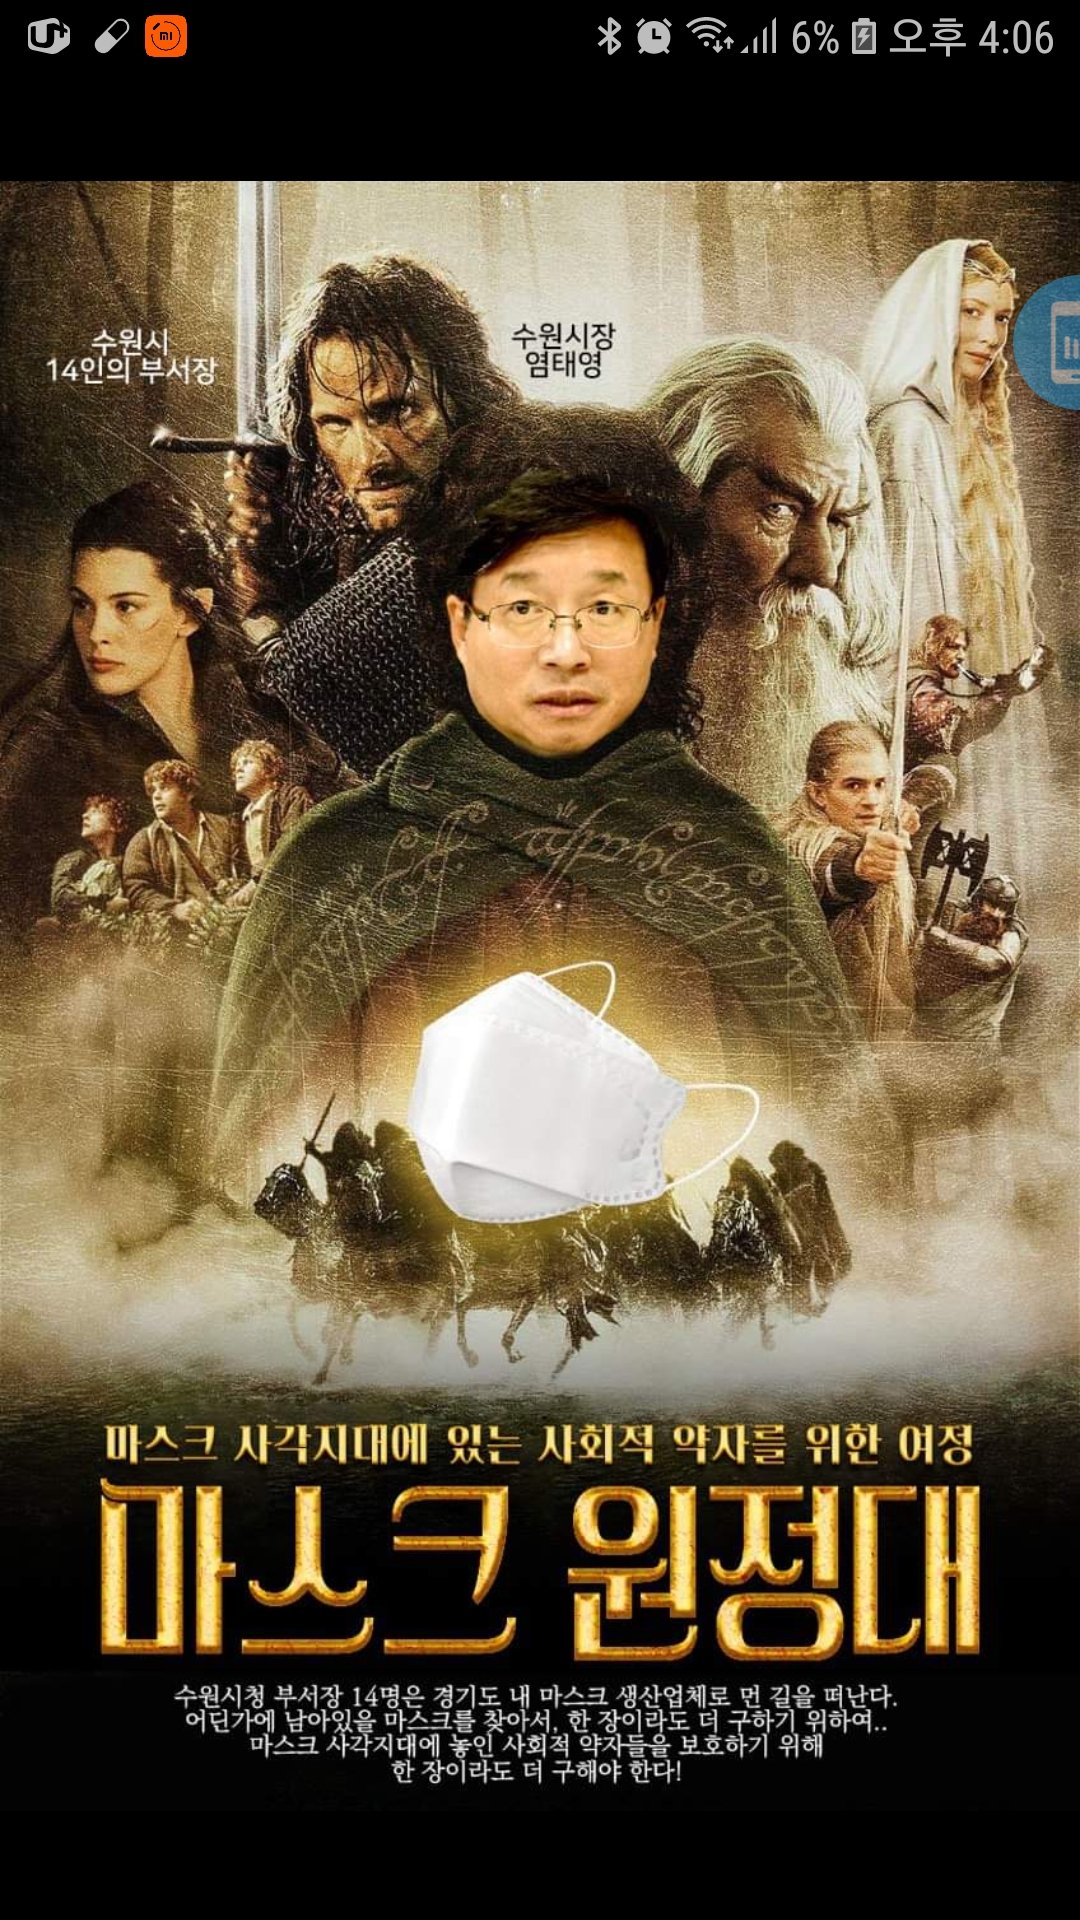 6% 오후 4:06
수원시
14인의 부서장
수원시장
염태영
마스크 사각지대에 있는 사회적 약자를 위한 여정
마스크 원정대
수원시청 부서장 14명은 경기도 내 마스크 생산업체로 먼 길을 떠난다.
어딘가에 남아있을 마스크를 찾아서, 한 장이라도 더 구하기 위하여..
마스크 사각지대에 놓인 사회적 약자들을 보호하기 위해
한 장이라도 더 구해야 한다!